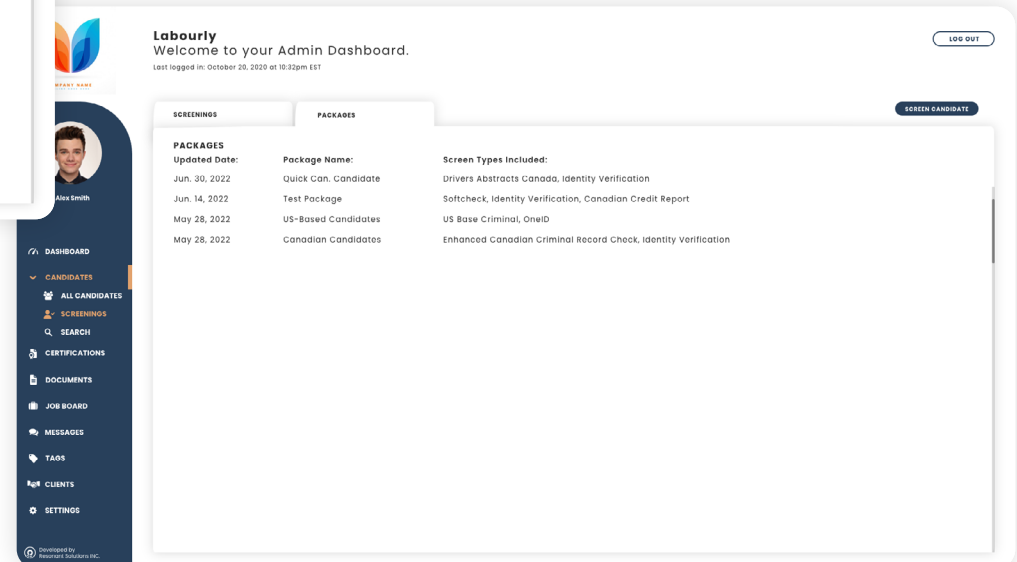 Labourly
Welcome to your Admin Dashboard.
Last logged in: October 20, 2020 at 10:32pm EST
LOG OUT
MPANY NAME
SCREENINGS
PACKAGES
SCREEN CANDIDATE
PACKAGES
Updated Date: Package Name: Screen Types Included:
Jun. 30, 2022 Quick Can. Candidate Drivers Abstracts Canada, Identity Verification
Jun. 14, 2022 Test Package Softcheck, Identity Verification, Canadian Credit Report
May 28, 2022 US-Based Candidates US Base Criminal, OneID
May 28, 2022 Canadian Candidates Enhanced Canadian Criminal Record Check, Identity Verification
Alex Smith
DASHBOARD
CANDIDATES
ALL CANDIDATES
SCREENINGS
SEARCH
CERTIFICATIONS
DOCUMENTS
JOB BOARD
MESSAGES
TAGS
CLIENTS
SETTINGS
Developed by
Resonant Solutions INC.